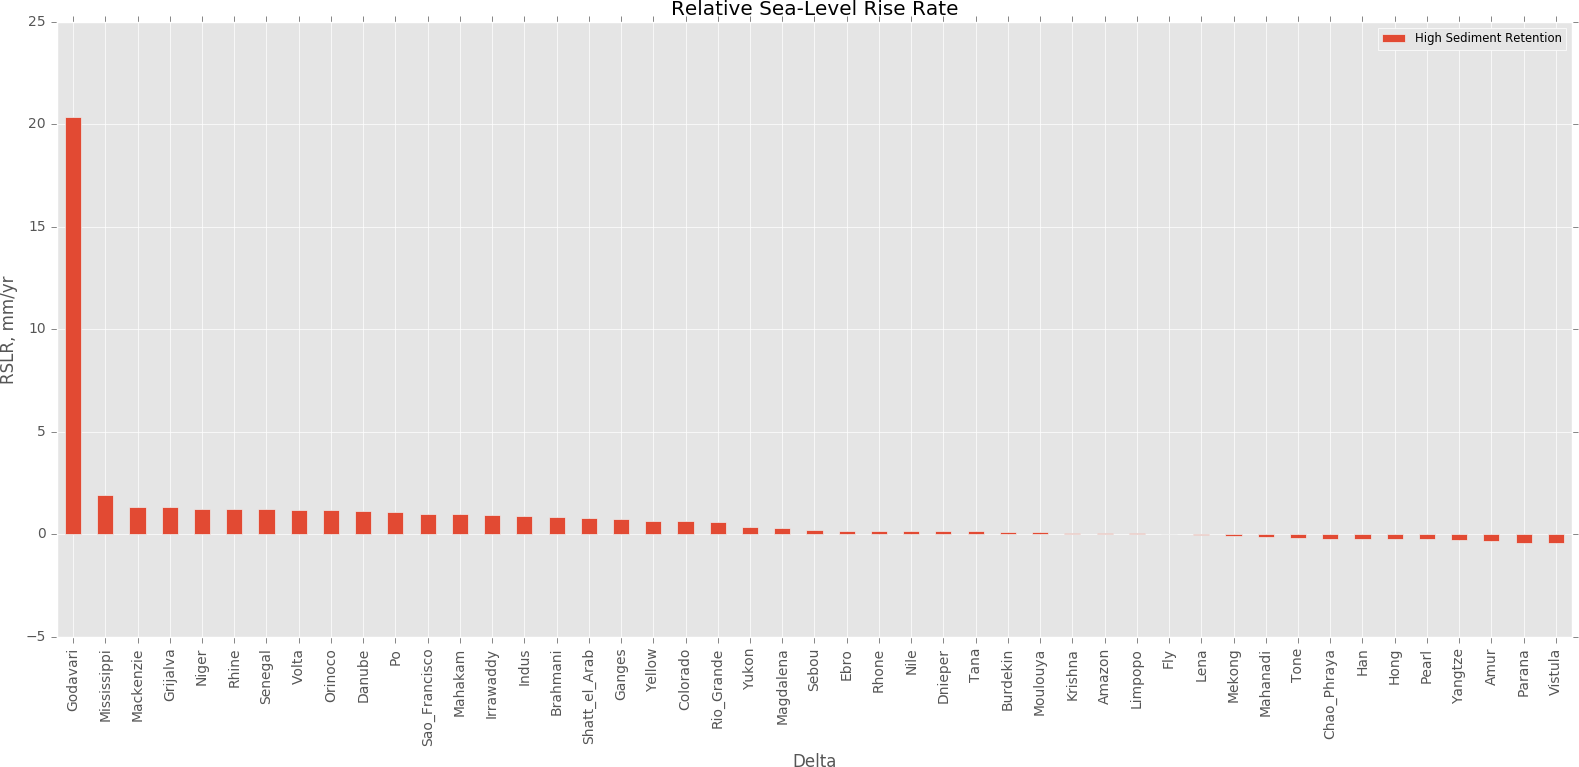 Relative Sea-Level Rise Rate
High Sediment Retention
RSLR, mm/yr
25
20
15
10
5
0
−5
Godavari
Mississippi
Mackenzie
Grijalva
Niger
Rhine
Senegal
Volta
Orinoco
Danube
Po
Sao_Francisco
Mahakam
Irrawaddy
Indus
Brahmani
Shatt_el_Arab
Ganges
Yellow
Colorado
Rio_Grande
Yukon
Magdalena
Sebou
Ebro
Rhone
Nile
Dnieper
Tana
Burdekin
Moulouya
Krishna
Amazon
Limpopo
Fly
Lena
Mekong
Mahanadi
Tone
Chao_Phraya
Han
Hong
Pearl
Yangtze
Amur
Parana
Vistula
Delta